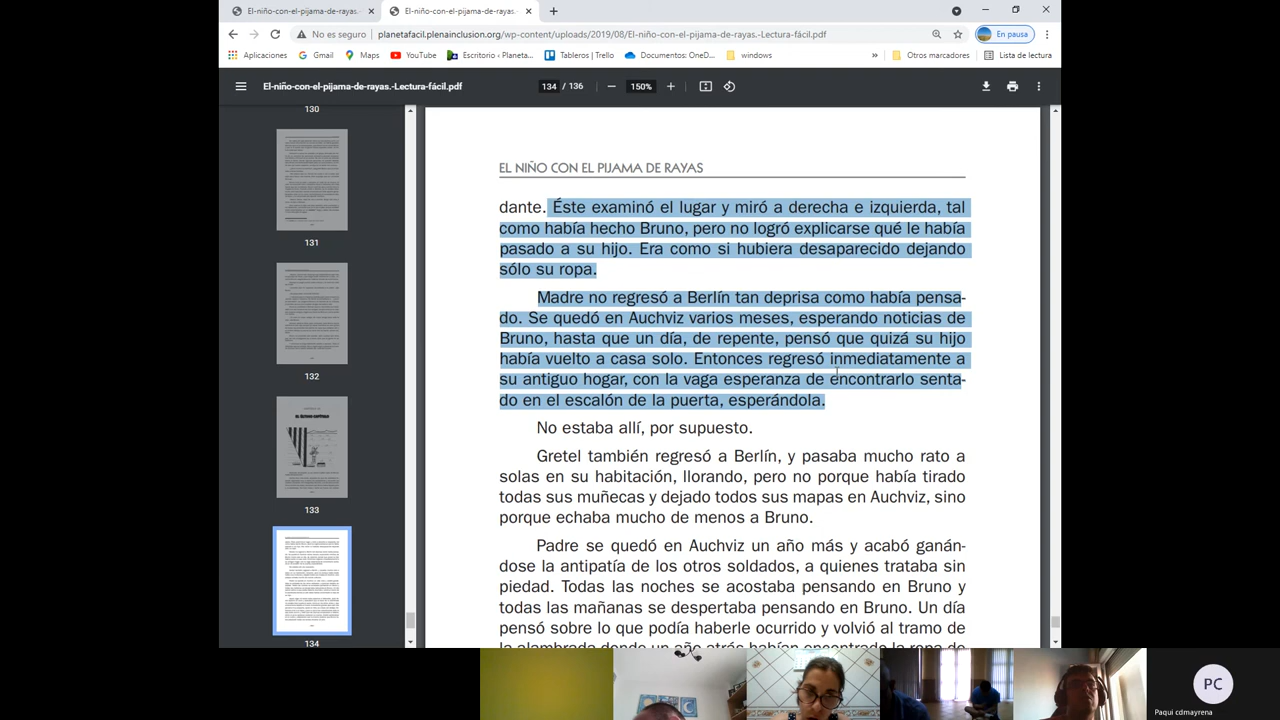 El-niño-con-el-pijama-de-rayas.-
El-niño-con-el-pijama-de-rayas.-
No es seguro
planetafacil.plenainclusion.org/wp-content/uploads/2019/08/El-niño-con-el-pijama-de-rayas.-Lectura-fácil.pdf
En pausa
Aplicaciones Gmail Maps YouTube Escritorio - Planeta... Tableros | Trello Documentos: OneD... windows » Otros marcadores Lista de lectura
El-niño-con-el-pijama-de-rayas.-Lectura-fácil.pdf
134 / 136
150%
130
131
132
133
134
EL NIÑO CON EL PIJAMA DE RAYAS
dante. Éste examinó el lugar y miró a derecha e izquierda, tal
como había hecho Bruno, pero no logró explicarse qué le había
pasado a su hijo. Era como si hubiera desaparecido dejando
sólo su ropa.
Madre no regresó a Berlín tan deprisa como había pensa-
do. Se quedó en Auchviz varios meses, esperando noticias de
Bruno, hasta que un día, de repente, pensó que quizá su hijo
había vuelto a casa solo. Entonces regresó inmediatamente a
su antiguo hogar, con la vaga esperanza de encontrarlo senta-
do en el escalón de la puerta, esperándola.
No estaba allí, por supuesto.
Gretel también regresó a Berlín, y pasaba mucho rato a
solas en su habitación, llorando, pero no porque había tirado
todas sus muñecas y dejado todos sus mapas en Auchviz, sino
porque echaba mucho de menos a Bruno.
Padre se quedó en Auchviz un año más y acabó ganán-
dose la antipatía de los otros soldados, a quienes trataba sin
piedad. Todas las noches se acostaba pensando en Bruno y
todas las mañanas se despertaba pensando en Bruno. Un día
pensó sobre lo que podía haberle ocurrido y volvió al tramo de
la alambrada donde un año atrás habían encontrado la ropa de
PC
Paqui cdmayrena